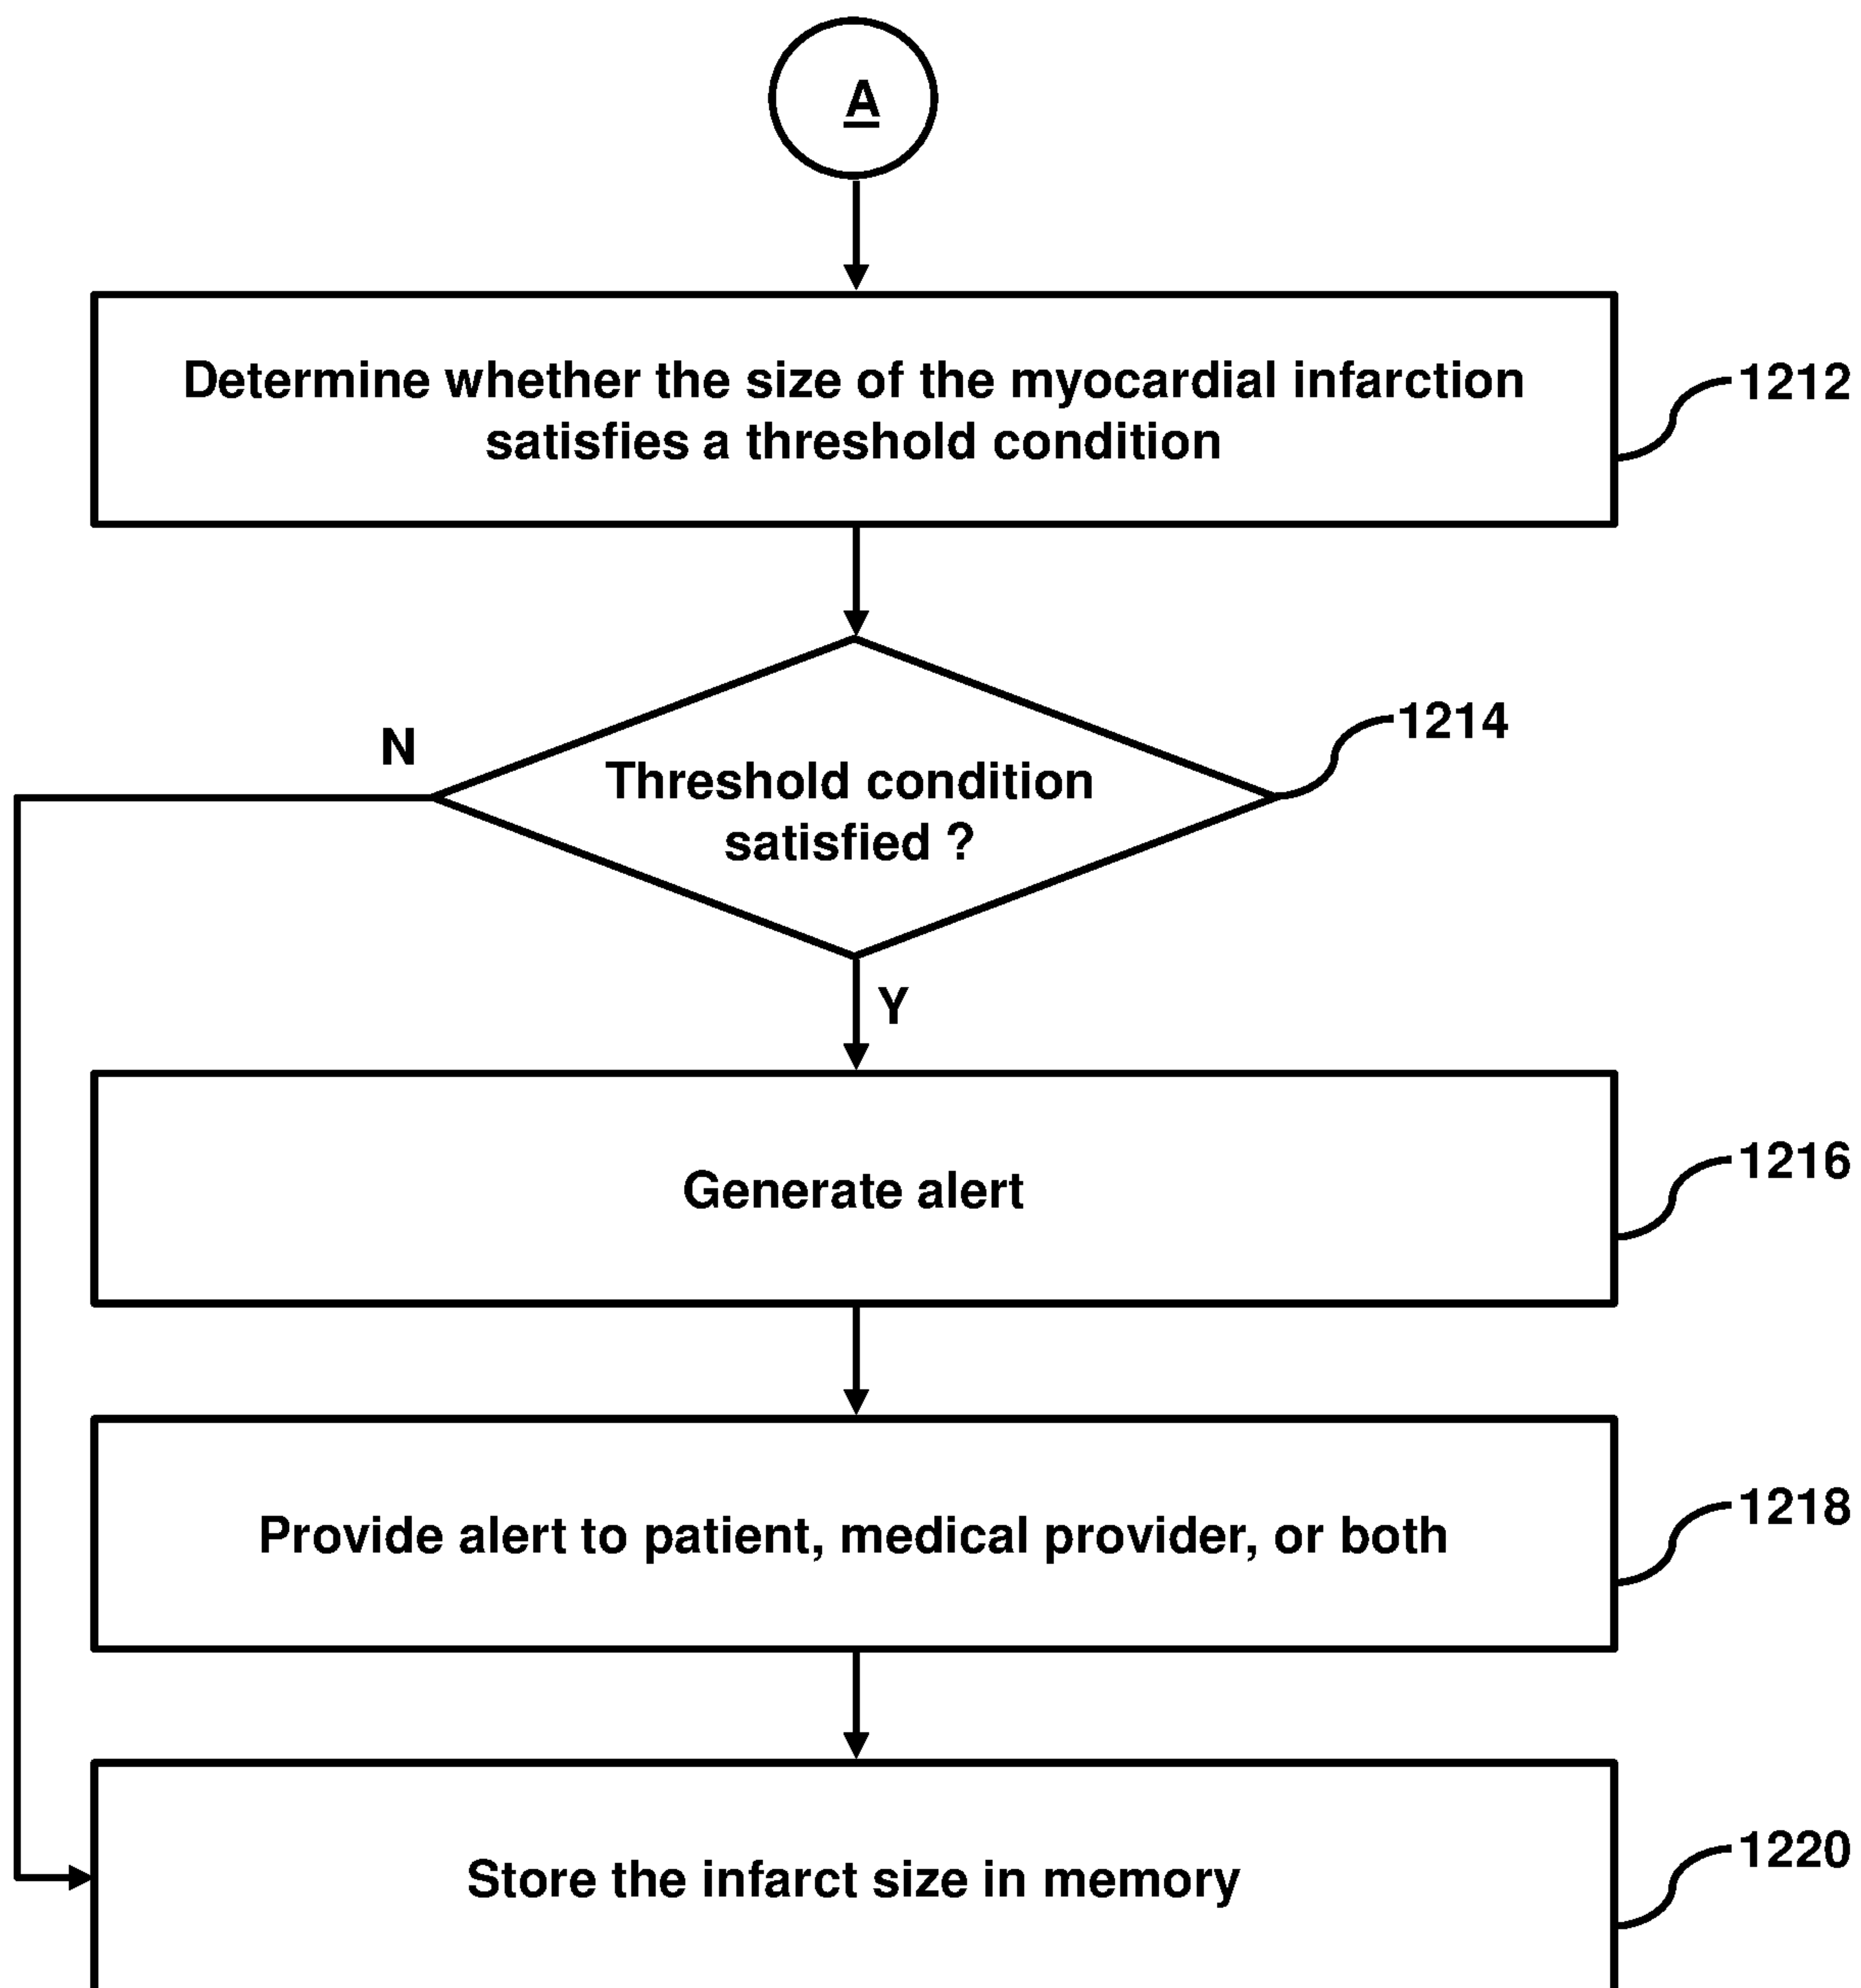 A
Determine whether the size of the myocardial infarction
satisfies a threshold condition
1212
N
1214
Threshold condition
satisfied ?
Y
Generate alert
1216
Provide alert to patient, medical provider, or both
1218
Store the infarct size in memory
1220